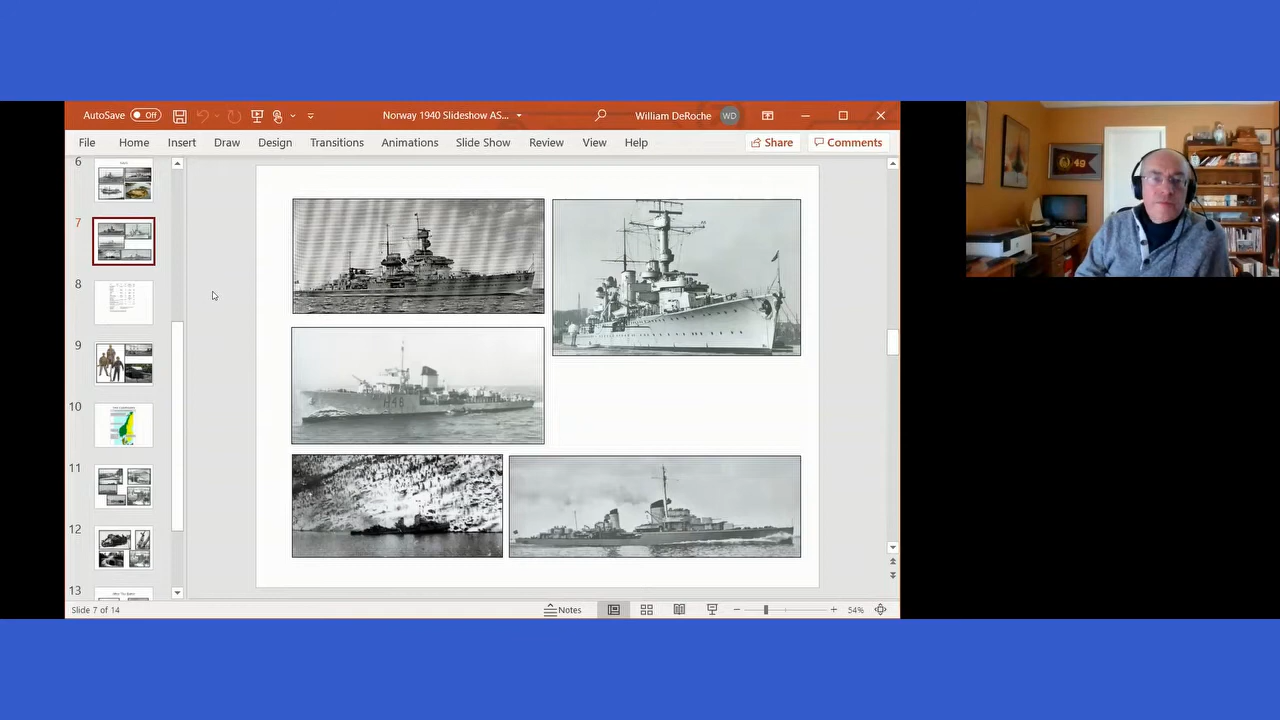 AutoSave Off Norway 1940 Slideshow AS... William DeRoche WD
File Home Insert Draw Design Transitions Animations Slide Show Review View Help Share Comments
6
7
8
9
10
11
12
13
H48
49
Slide 7 of 14 Notes 54%